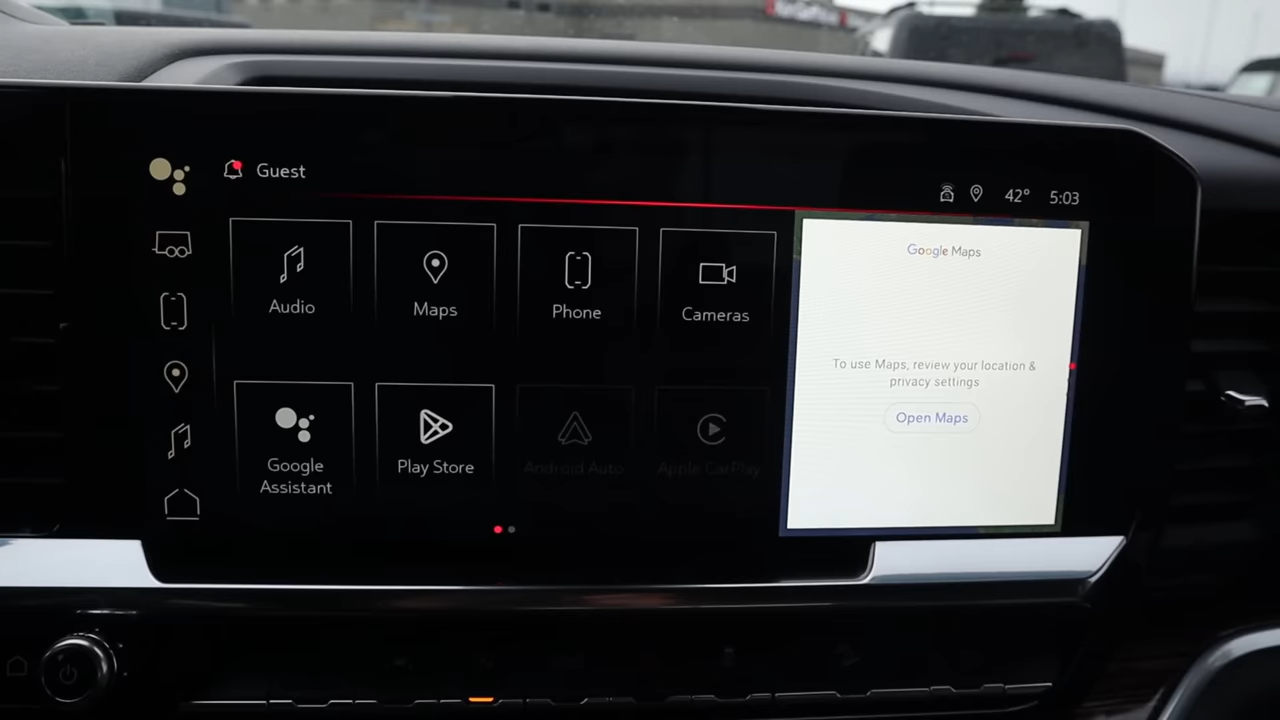 Guest
42° 5:03
Audio
Maps
Phone
Cameras
Google Maps
To use Maps, review your location &
privacy settings
Open Maps
Google
Assistant
Play Store
Android Auto
Apple CarPlay